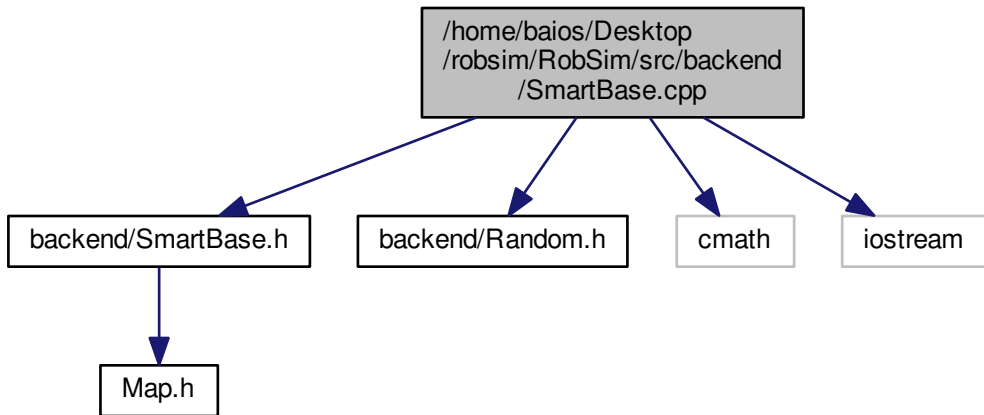 /home/baios/Desktop
/robsim/RobSim/src/backend
/SmartBase.cpp
backend/SmartBase.h
backend/Random.h
cmath
iostream
Map.h